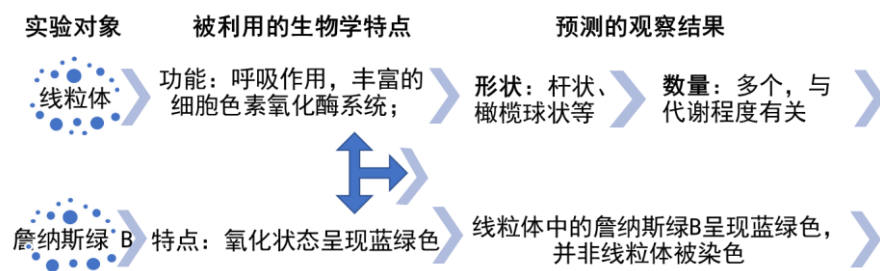 实验对象 被利用的生物学特点 预测的观察结果
线粒体
功能：呼吸作用，丰富的
细胞色素氧化酶系统；
形状：杆状、
橄榄球状等
数量：多个，与
代谢程度有关
詹纳斯绿 B
特点：氧化状态呈现蓝绿色
线粒体中的詹纳斯绿B呈现蓝绿色，
并非线粒体被染色